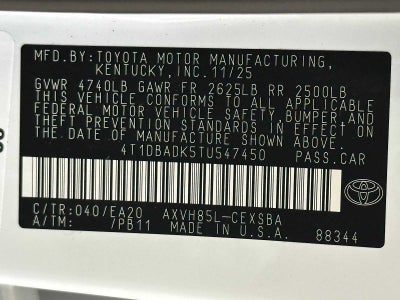 MFD.BY:TOYOTA MOTOR MANUFACTURING,
KENTUCKY,INC.11/25
GVWR 4740LB GAWR FR 2625LB RR 2500LB
THIS VEHICLE CONFORMS TO ALL APPLICABLE
FEDERAL MOTOR VEHICLE SAFETY,BUMPER,AND
THEFT PREVENTION STANDARDS IN EFFECT ON
THE DATE OF MANUFACTURE SHOWN ABOVE.
4T1DBADK5TU547450 PASS.CAR
C/TR:040/EA20 AXVH85L-CEXSBA
A/TM: /PB11 MADE IN U.S.A. 88344